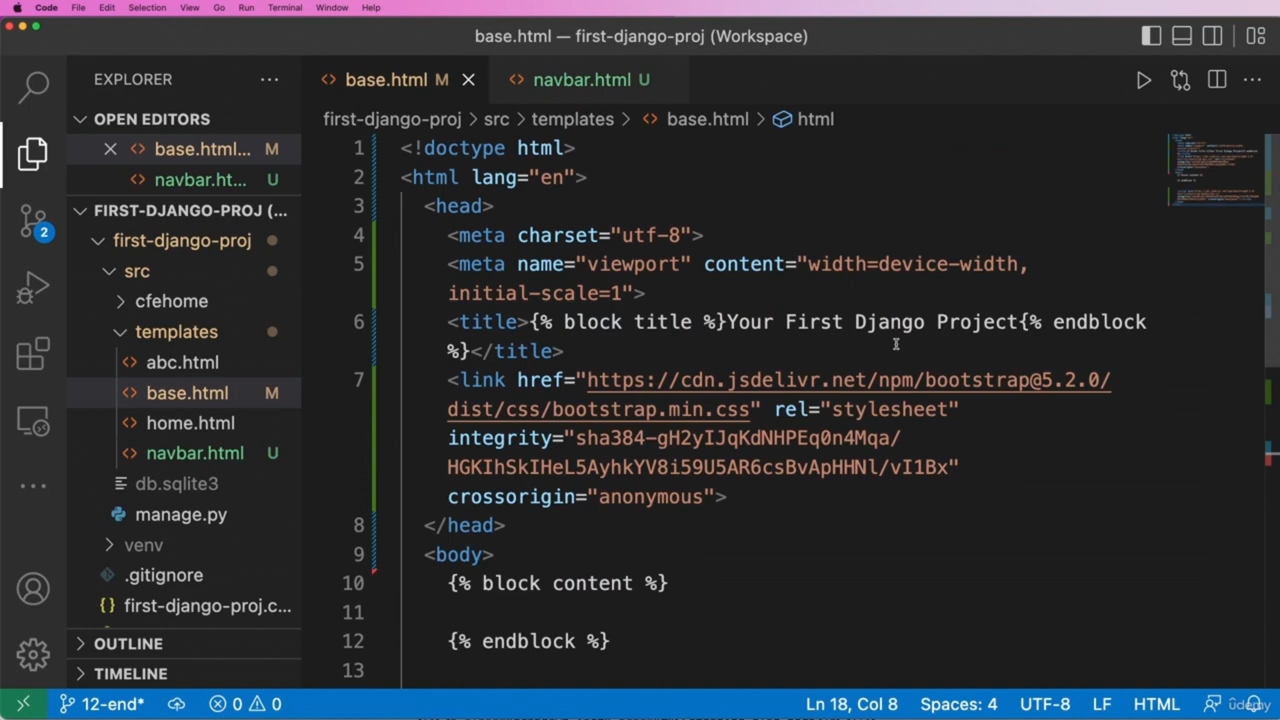 Code File Edit Selection View Go Run Terminal Window Help
base.html — first-django-proj (Workspace)
EXPLORER
base.html M
navbar.html U
OPEN EDITORS
first-django-proj > src > templates > base.html > html
base.html... M
navbar.ht... U
FIRST-DJANGO-PROJ (...
first-django-proj
src
cfehome
templates
abc.html
base.html M
home.html
navbar.html U
db.sqlite3
manage.py
venv
.gitignore
first-django-proj.c...
OUTLINE
TIMELINE
2
1 <!doctype html>
2 <html lang="en">
3 <head>
4 <meta charset="utf-8">
5 <meta name="viewport" content="width=device-width,
initial-scale=1">
6 <title>{% block title %}Your First Django Project{% endblock
%}</title>
7 <link href="https://cdn.jsdelivr.net/npm/bootstrap@5.2.0/
dist/css/bootstrap.min.css" rel="stylesheet"
integrity="sha384-gH2yIJqKdNHPEq0n4Mqa/
HGKIhSkIHeL5AyhkYV8i59U5AR6csBvApHHNl/vI1Bx"
crossorigin="anonymous">
8 </head>
9 <body>
10 {% block content %}
11
12 {% endblock %}
13
12-end* 0 0 Ln 18, Col 8 Spaces: 4 UTF-8 LF HTML
udemy